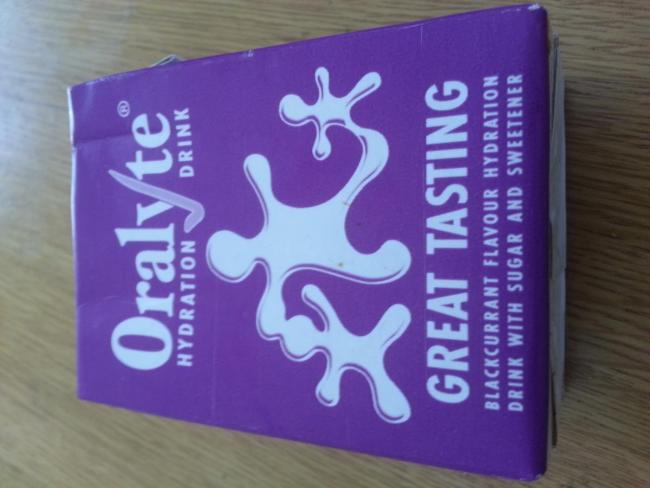 Oralyte®
HYDRATION DRINK
GREAT TASTING
BLACKCURRANT FLAVOUR HYDRATION
DRINK WITH SUGAR AND SWEETENER